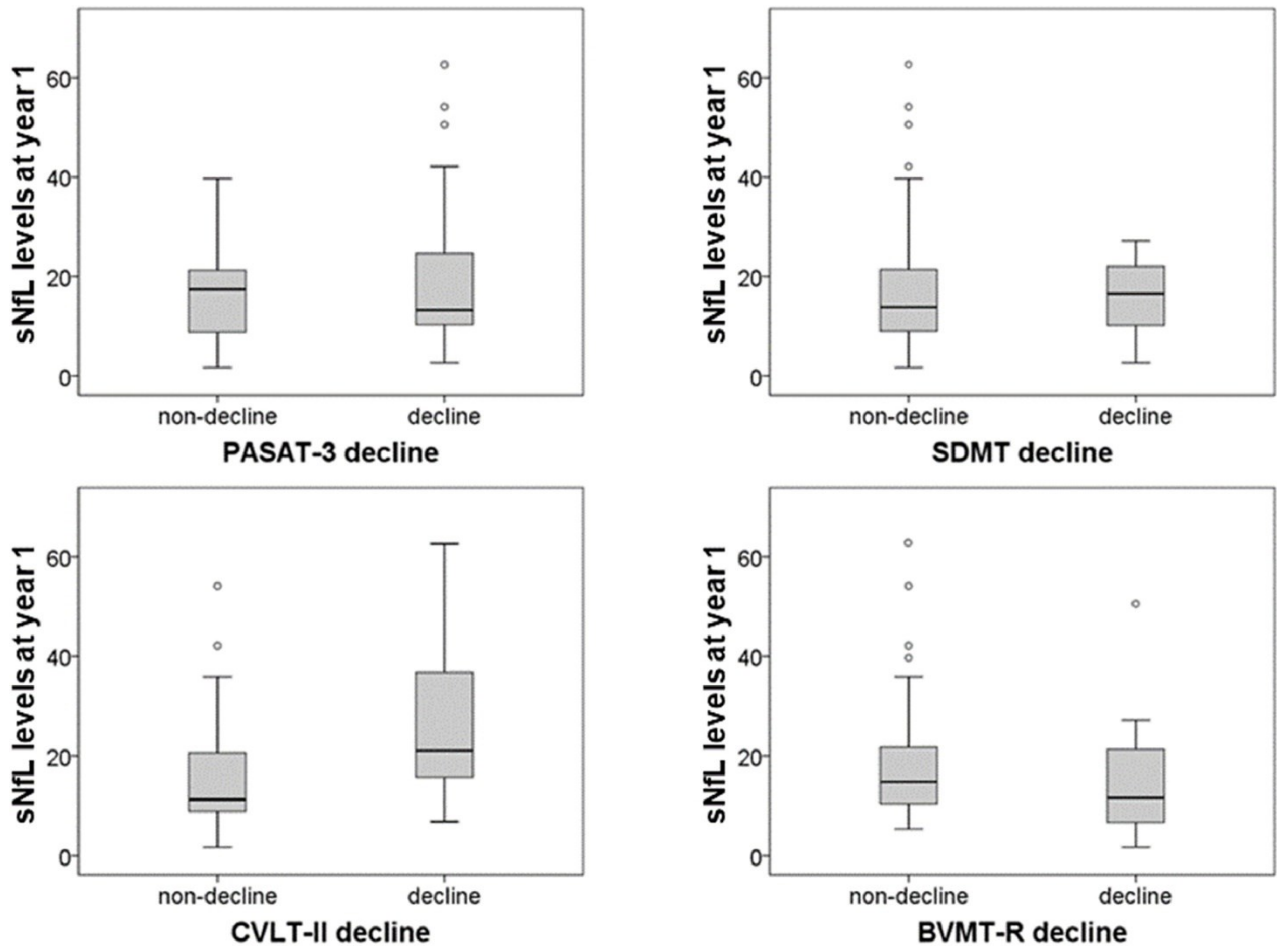 sNfL levels at year 1
60
40
20
0
non-decline decline
PASAT-3 decline
sNfL levels at year 1
60
40
20
0
non-decline decline
SDMT decline
sNfL levels at year 1
60
40
20
0
non-decline decline
CVLT-II decline
sNfL levels at year 1
60
40
20
0
non-decline decline
BVMT-R decline